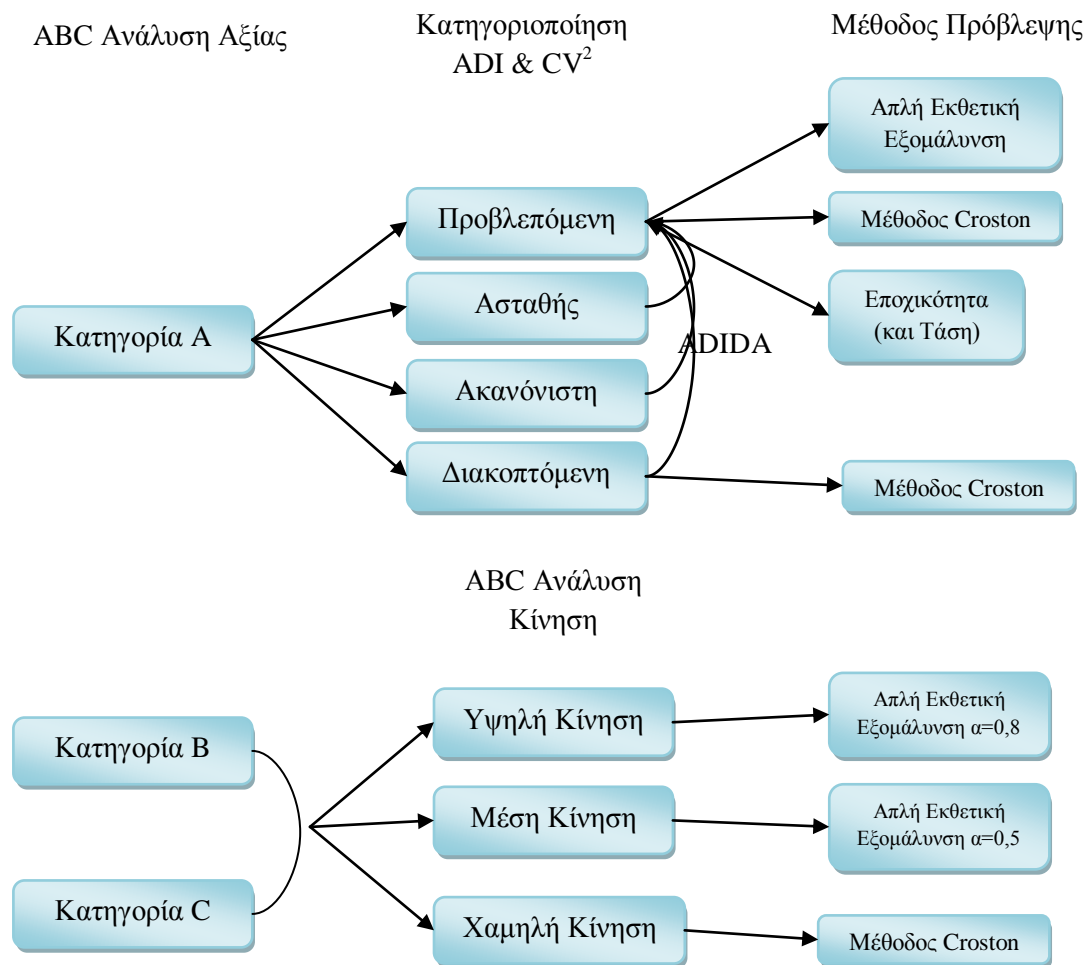 ABC Ανάλυση Αξίας
Κατηγοριοποίηση
ADI & CV²
Μέθοδος Πρόβλεψης
Κατηγορία Α
Προβλεπόμενη
Ασταθής
Ακανόνιστη
Διακοπτόμενη
ADIDA
Απλή Εκθετική
Εξομάλυνση
Μέθοδος Croston
Εποχικότητα
(και Τάση)
Μέθοδος Croston
ABC Ανάλυση
Κίνηση
Κατηγορία Β
Κατηγορία C
Υψηλή Κίνηση
Μέση Κίνηση
Χαμηλή Κίνηση
Απλή Εκθετική
Εξομάλυνση α=0,8
Απλή Εκθετική
Εξομάλυνση α=0,5
Μέθοδος Croston